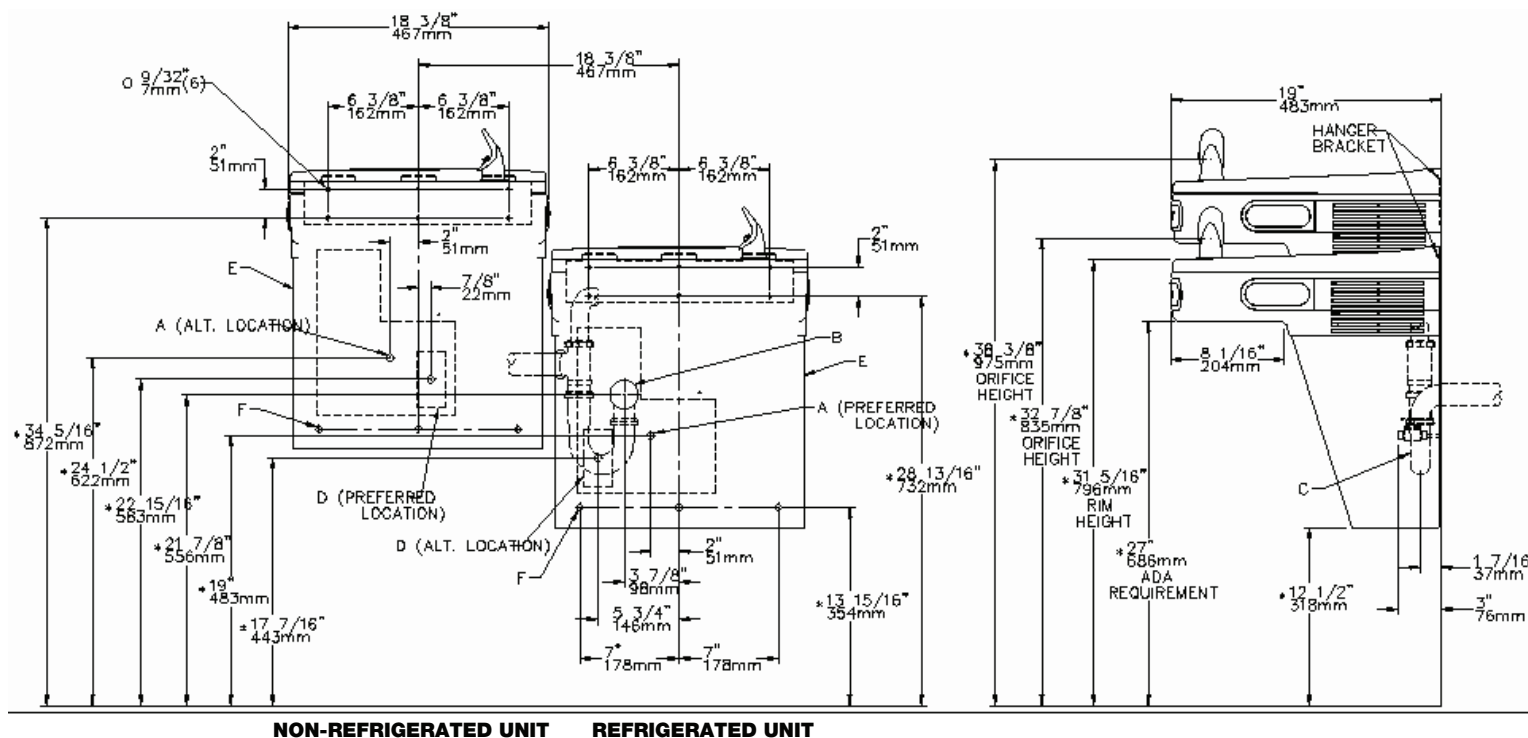 18 3/8"
467mm
18 3/8"
467mm
O 9/32" (6)
7mm
6 3/8"
162mm
6 3/8"
162mm
2"
51mm
6 3/8"
162mm
6 3/8"
162mm
2"
51mm
2"
51mm
7/8"
22mm
E
A (ALT. LOCATION)
B
E
A (PREFERRED
LOCATION)
F
*34 5/16"
872mm
*24 1/2"
622mm
*22 15/16"
583mm
*21 7/8"
556mm
*19"
483mm
*17 7/16"
443mm
D (PREFERRED
LOCATION)
D (ALT. LOCATION)
F
*28 13/16"
732mm
2"
51mm
3 7/8"
98mm
5 3/4"
146mm
7"
178mm
7"
178mm
*13 15/16"
354mm
19"
483mm
HANGER
BRACKET
*38 3/8"
975mm
ORIFICE
HEIGHT
*32 7/8"
835mm
ORIFICE
HEIGHT
*31 5/16"
796mm
RIM
HEIGHT
*27"
686mm
ADA
REQUIREMENT
8 1/16"
204mm
C
*12 1/2"
318mm
1 7/16"
37mm
3"
76mm
NON-REFRIGERATED UNIT
REFRIGERATED UNIT